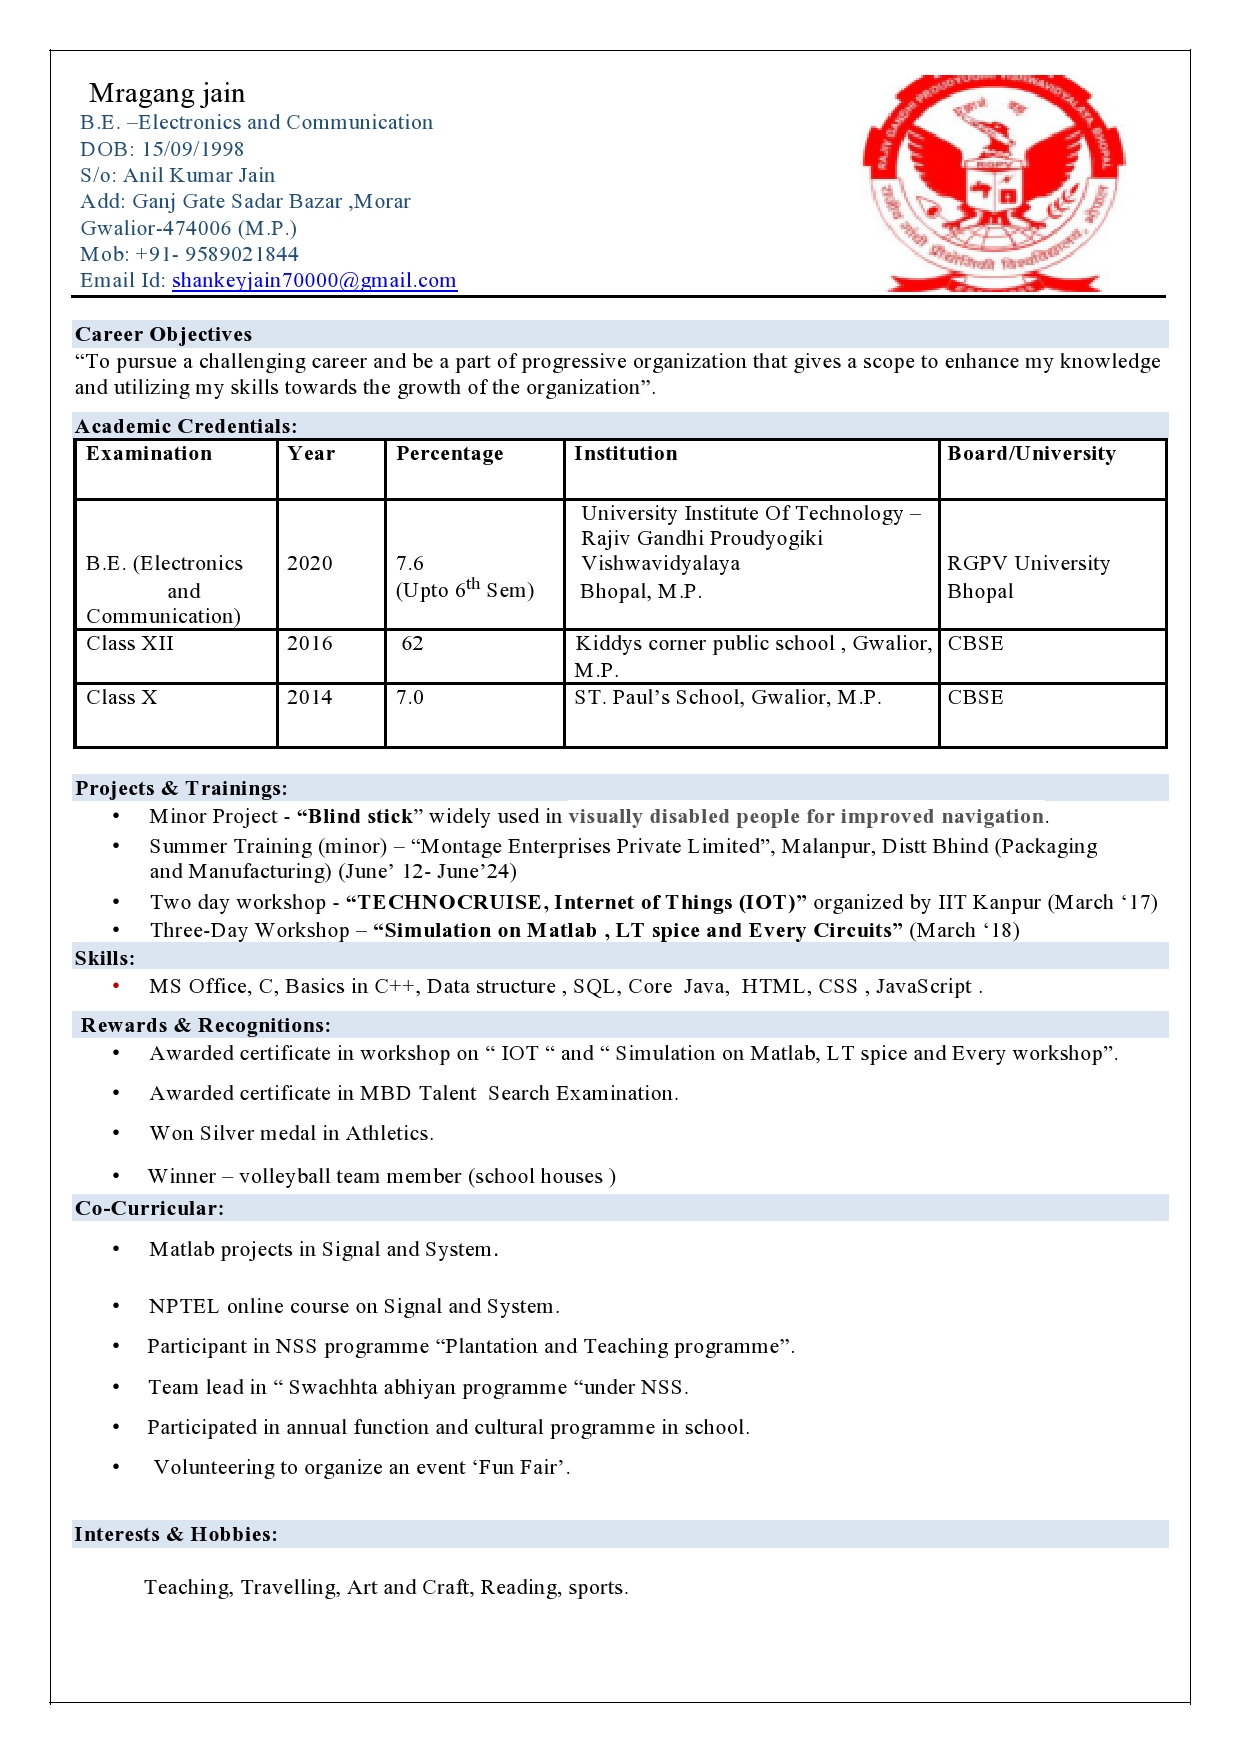 Mragang jain
B.E. –Electronics and Communication
DOB: 15/09/1998
S/o: Anil Kumar Jain
Add: Ganj Gate Sadar Bazar ,Morar
Gwalior-474006 (M.P.)
Mob: +91- 9589021844
Email Id: shankeyjain70000@gmail.com
RAJIV GANDHI PROUDYOGIKI VISHWAVIDYALAYA, BHOPAL
RGPV
राजीव गांधी प्रौद्योगिकी विश्वविद्यालय, भोपाल
Career Objectives
“To pursue a challenging career and be a part of progressive organization that gives a scope to enhance my knowledge
and utilizing my skills towards the growth of the organization”.
Academic Credentials:
Examination Year Percentage Institution Board/University
B.E. (Electronics
and
Communication)
2020
7.6
(Upto 6th Sem)
University Institute Of Technology –
Rajiv Gandhi Proudyogiki
Vishwavidyalaya
Bhopal, M.P.
RGPV University
Bhopal
Class XII 2016 62 Kiddys corner public school , Gwalior, CBSE
M.P.
Class X 2014 7.0 ST. Paul’s School, Gwalior, M.P. CBSE
Projects & Trainings:
• Minor Project - “Blind stick” widely used in visually disabled people for improved navigation.
• Summer Training (minor) – “Montage Enterprises Private Limited”, Malanpur, Distt Bhind (Packaging
and Manufacturing) (June’ 12- June’24)
• Two day workshop - “TECHNOCRUISE, Internet of Things (IOT)” organized by IIT Kanpur (March ‘17)
• Three-Day Workshop – “Simulation on Matlab , LT spice and Every Circuits” (March ‘18)
Skills:
• MS Office, C, Basics in C++, Data structure , SQL, Core Java, HTML, CSS , JavaScript .
Rewards & Recognitions:
• Awarded certificate in workshop on “ IOT “ and “ Simulation on Matlab, LT spice and Every workshop”.
• Awarded certificate in MBD Talent Search Examination.
• Won Silver medal in Athletics.
• Winner – volleyball team member (school houses )
Co-Curricular:
• Matlab projects in Signal and System.
• NPTEL online course on Signal and System.
• Participant in NSS programme “Plantation and Teaching programme”.
• Team lead in “ Swachhta abhiyan programme “under NSS.
• Participated in annual function and cultural programme in school.
• Volunteering to organize an event ‘Fun Fair’.
Interests & Hobbies:
Teaching, Travelling, Art and Craft, Reading, sports.